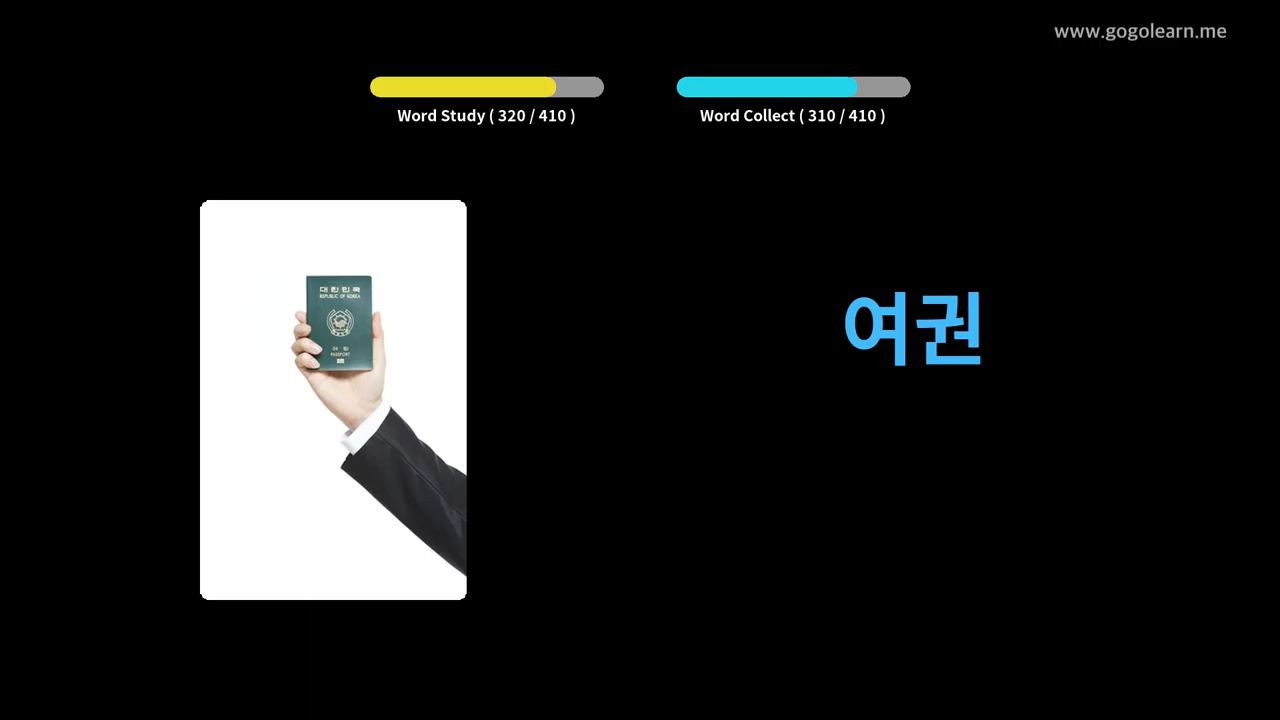 www.gogolearn.me
Word Study ( 320 / 410 )
Word Collect ( 310 / 410 )
대한민국
REPUBLIC OF KOREA
여권
PASSPORT
여권